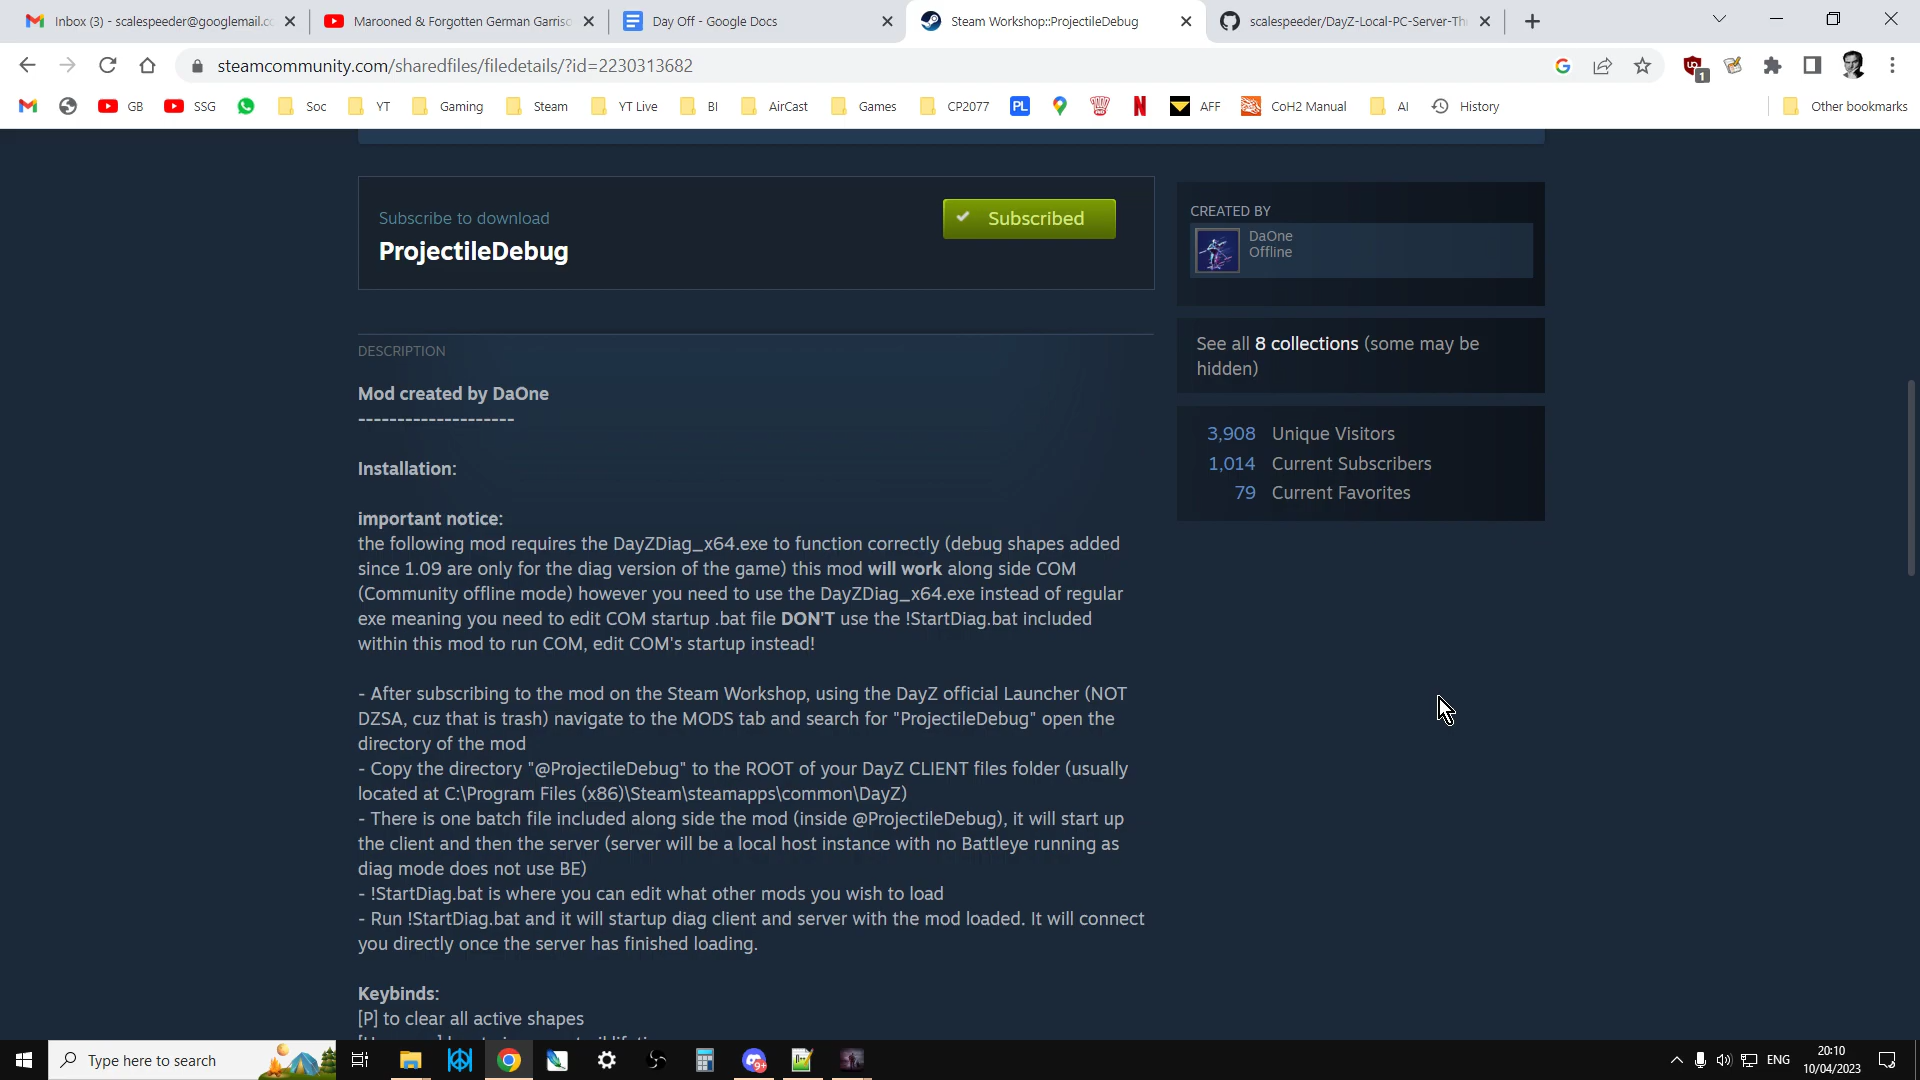 Inbox (3) - scalespeeder@googlemail.co
Marooned & Forgotten German Garriso
Day Off - Google Docs
Steam Workshop::ProjectileDebug
scalespeeder/DayZ-Local-PC-Server-Th
steamcommunity.com/sharedfiles/filedetails/?id=2230313682
1
GB
SSG
Soc
YT
Gaming
Steam
YT Live
BI
AirCast
Games
CP2077
PL
N
AFF
CoH2 Manual
AI
History
Other bookmarks
Subscribe to download
ProjectileDebug
Subscribed
CREATED BY
DaOne
Offline
See all 8 collections (some may be
hidden)
3,908 Unique Visitors
1,014 Current Subscribers
79 Current Favorites
DESCRIPTION
Mod created by DaOne
--------------------
Installation:
important notice:
the following mod requires the DayZDiag_x64.exe to function correctly (debug shapes added
since 1.09 are only for the diag version of the game) this mod will work along side COM
(Community offline mode) however you need to use the DayZDiag_x64.exe instead of regular
exe meaning you need to edit COM startup .bat file DON'T use the !StartDiag.bat included
within this mod to run COM, edit COM's startup instead!
- After subscribing to the mod on the Steam Workshop, using the DayZ official Launcher (NOT
DZSA, cuz that is trash) navigate to the MODS tab and search for "ProjectileDebug" open the
directory of the mod
- Copy the directory "@ProjectileDebug" to the ROOT of your DayZ CLIENT files folder (usually
located at C:\Program Files (x86)\Steam\steamapps\common\DayZ)
- There is one batch file included along side the mod (inside @ProjectileDebug), it will start up
the client and then the server (server will be a local host instance with no Battleye running as
diag mode does not use BE)
- !StartDiag.bat is where you can edit what other mods you wish to load
- Run !StartDiag.bat and it will startup diag client and server with the mod loaded. It will connect
you directly once the server has finished loading.
Keybinds:
[P] to clear all active shapes
Type here to search
9+
ENG
20:10
10/04/2023